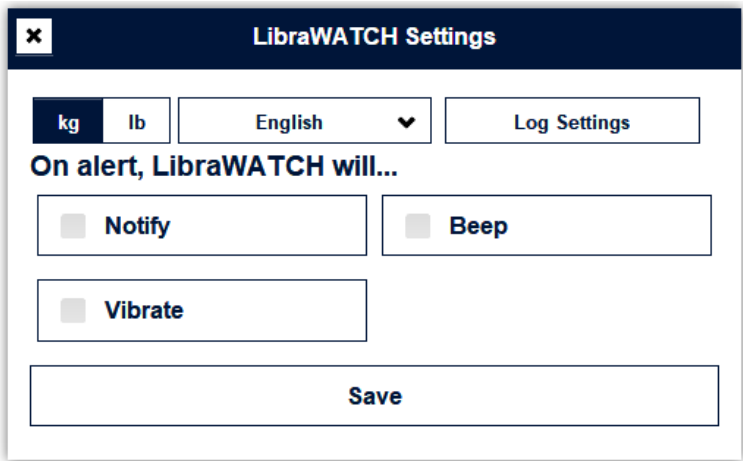 LibraWATCH Settings
kg lb English Log Settings
On alert, LibraWATCH will...
Notify Beep
Vibrate
Save